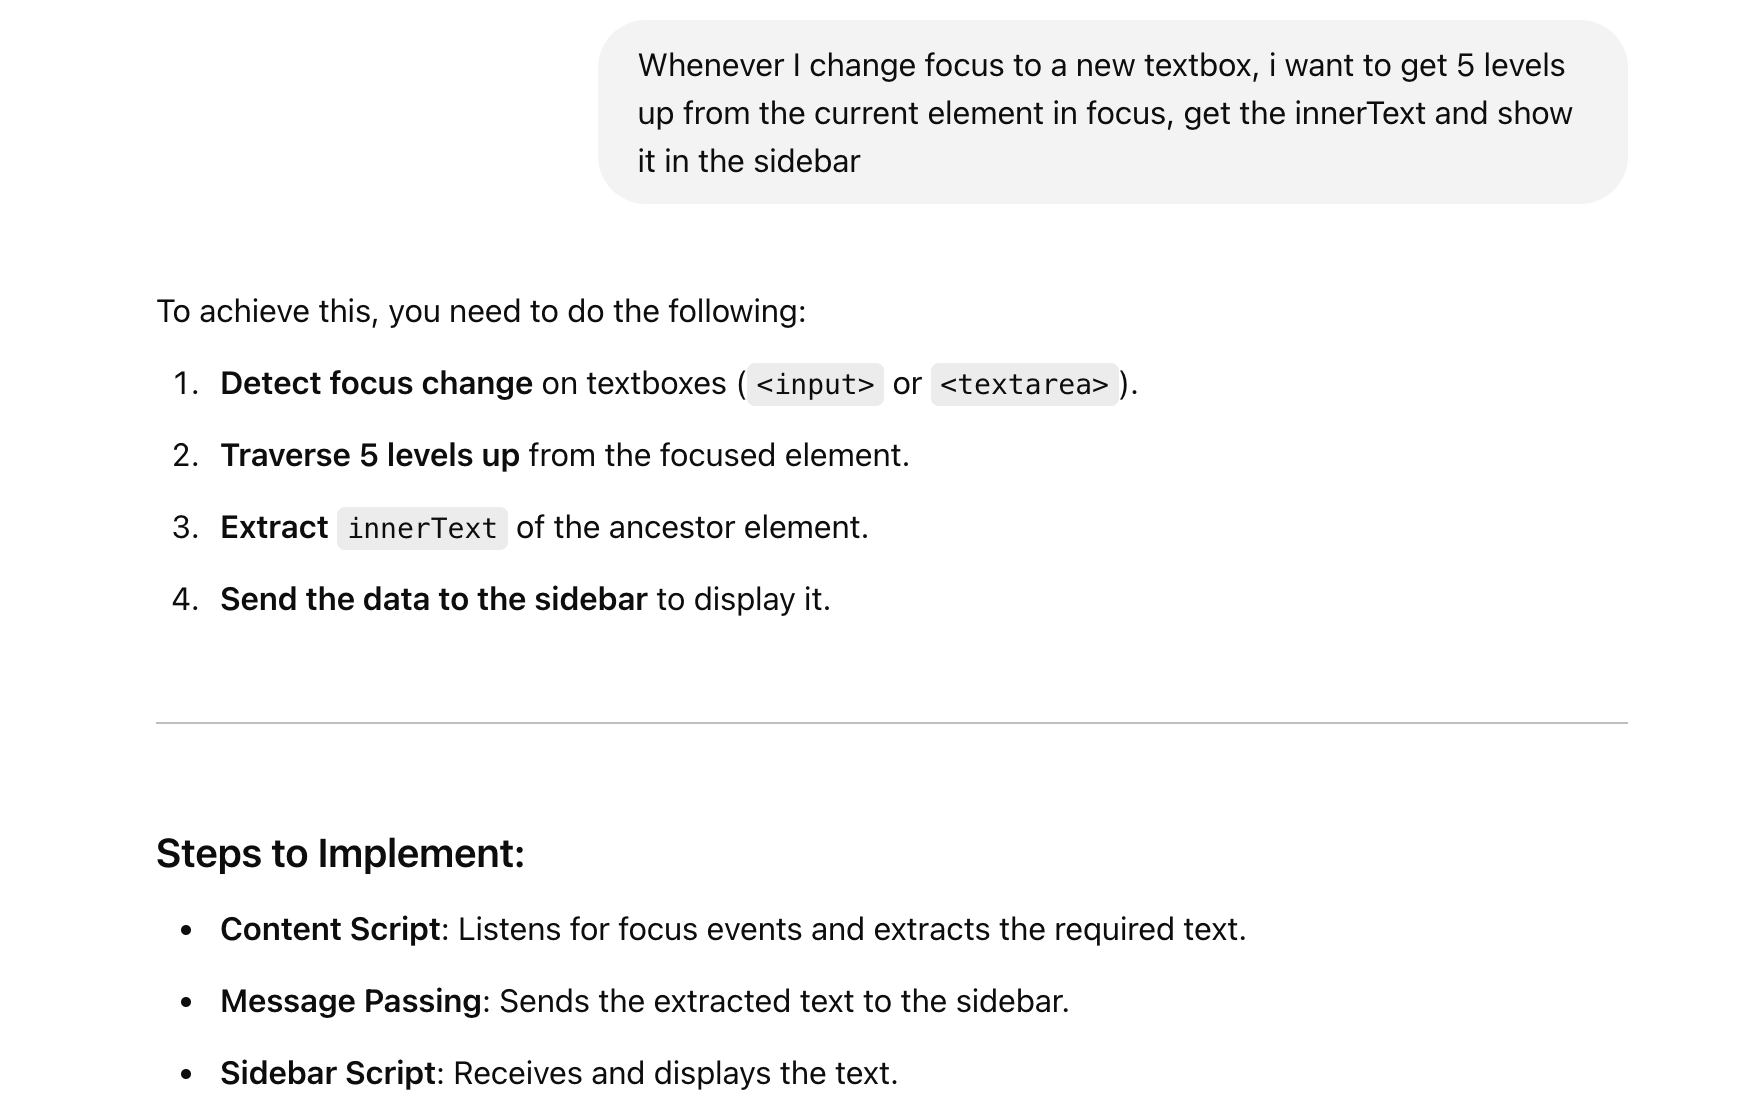 Whenever I change focus to a new textbox, i want to get 5 levels
up from the current element in focus, get the innerText and show
it in the sidebar
To achieve this, you need to do the following:
1. Detect focus change on textboxes (<input> or <textarea>).
2. Traverse 5 levels up from the focused element.
3. Extract innerText of the ancestor element.
4. Send the data to the sidebar to display it.
Steps to Implement:
• Content Script: Listens for focus events and extracts the required text.
• Message Passing: Sends the extracted text to the sidebar.
• Sidebar Script: Receives and displays the text.